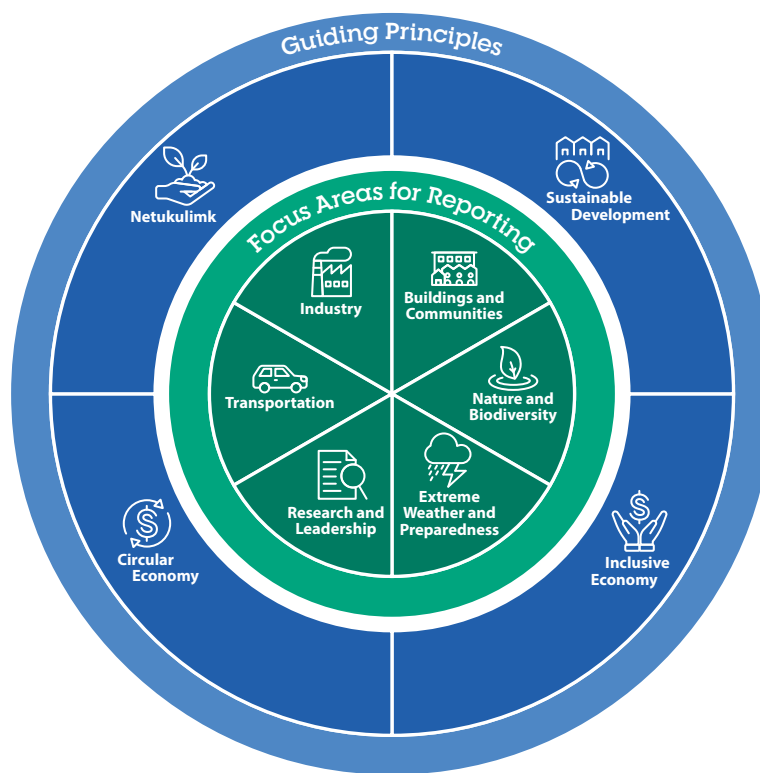 Guiding Principles
Netukulimk
Sustainable
Development
Focus Areas for Reporting
Industry
Buildings and
Communities
Transportation
Nature and
Biodiversity
Research and
Leadership
Extreme
Weather and
Preparedness
Circular
Economy
Inclusive
Economy